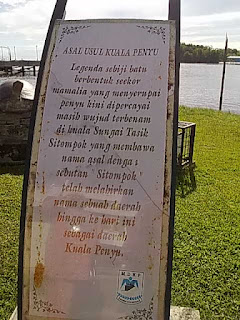 ASAL USUL KUALA PENYU
Legenda sebiji batu
berbentuk seekor
mamalia yang menyerupai
penyu kini dipercayai
masih wujud terbenam
di kuala Sungai Tasik
Sitompok yang membawa
nama asal denga
sebutan "Sitompok"
telah melahirkan
nama sebuah daerah
hingga ke hari ini
sebagai daerah
Kuala Penyu.